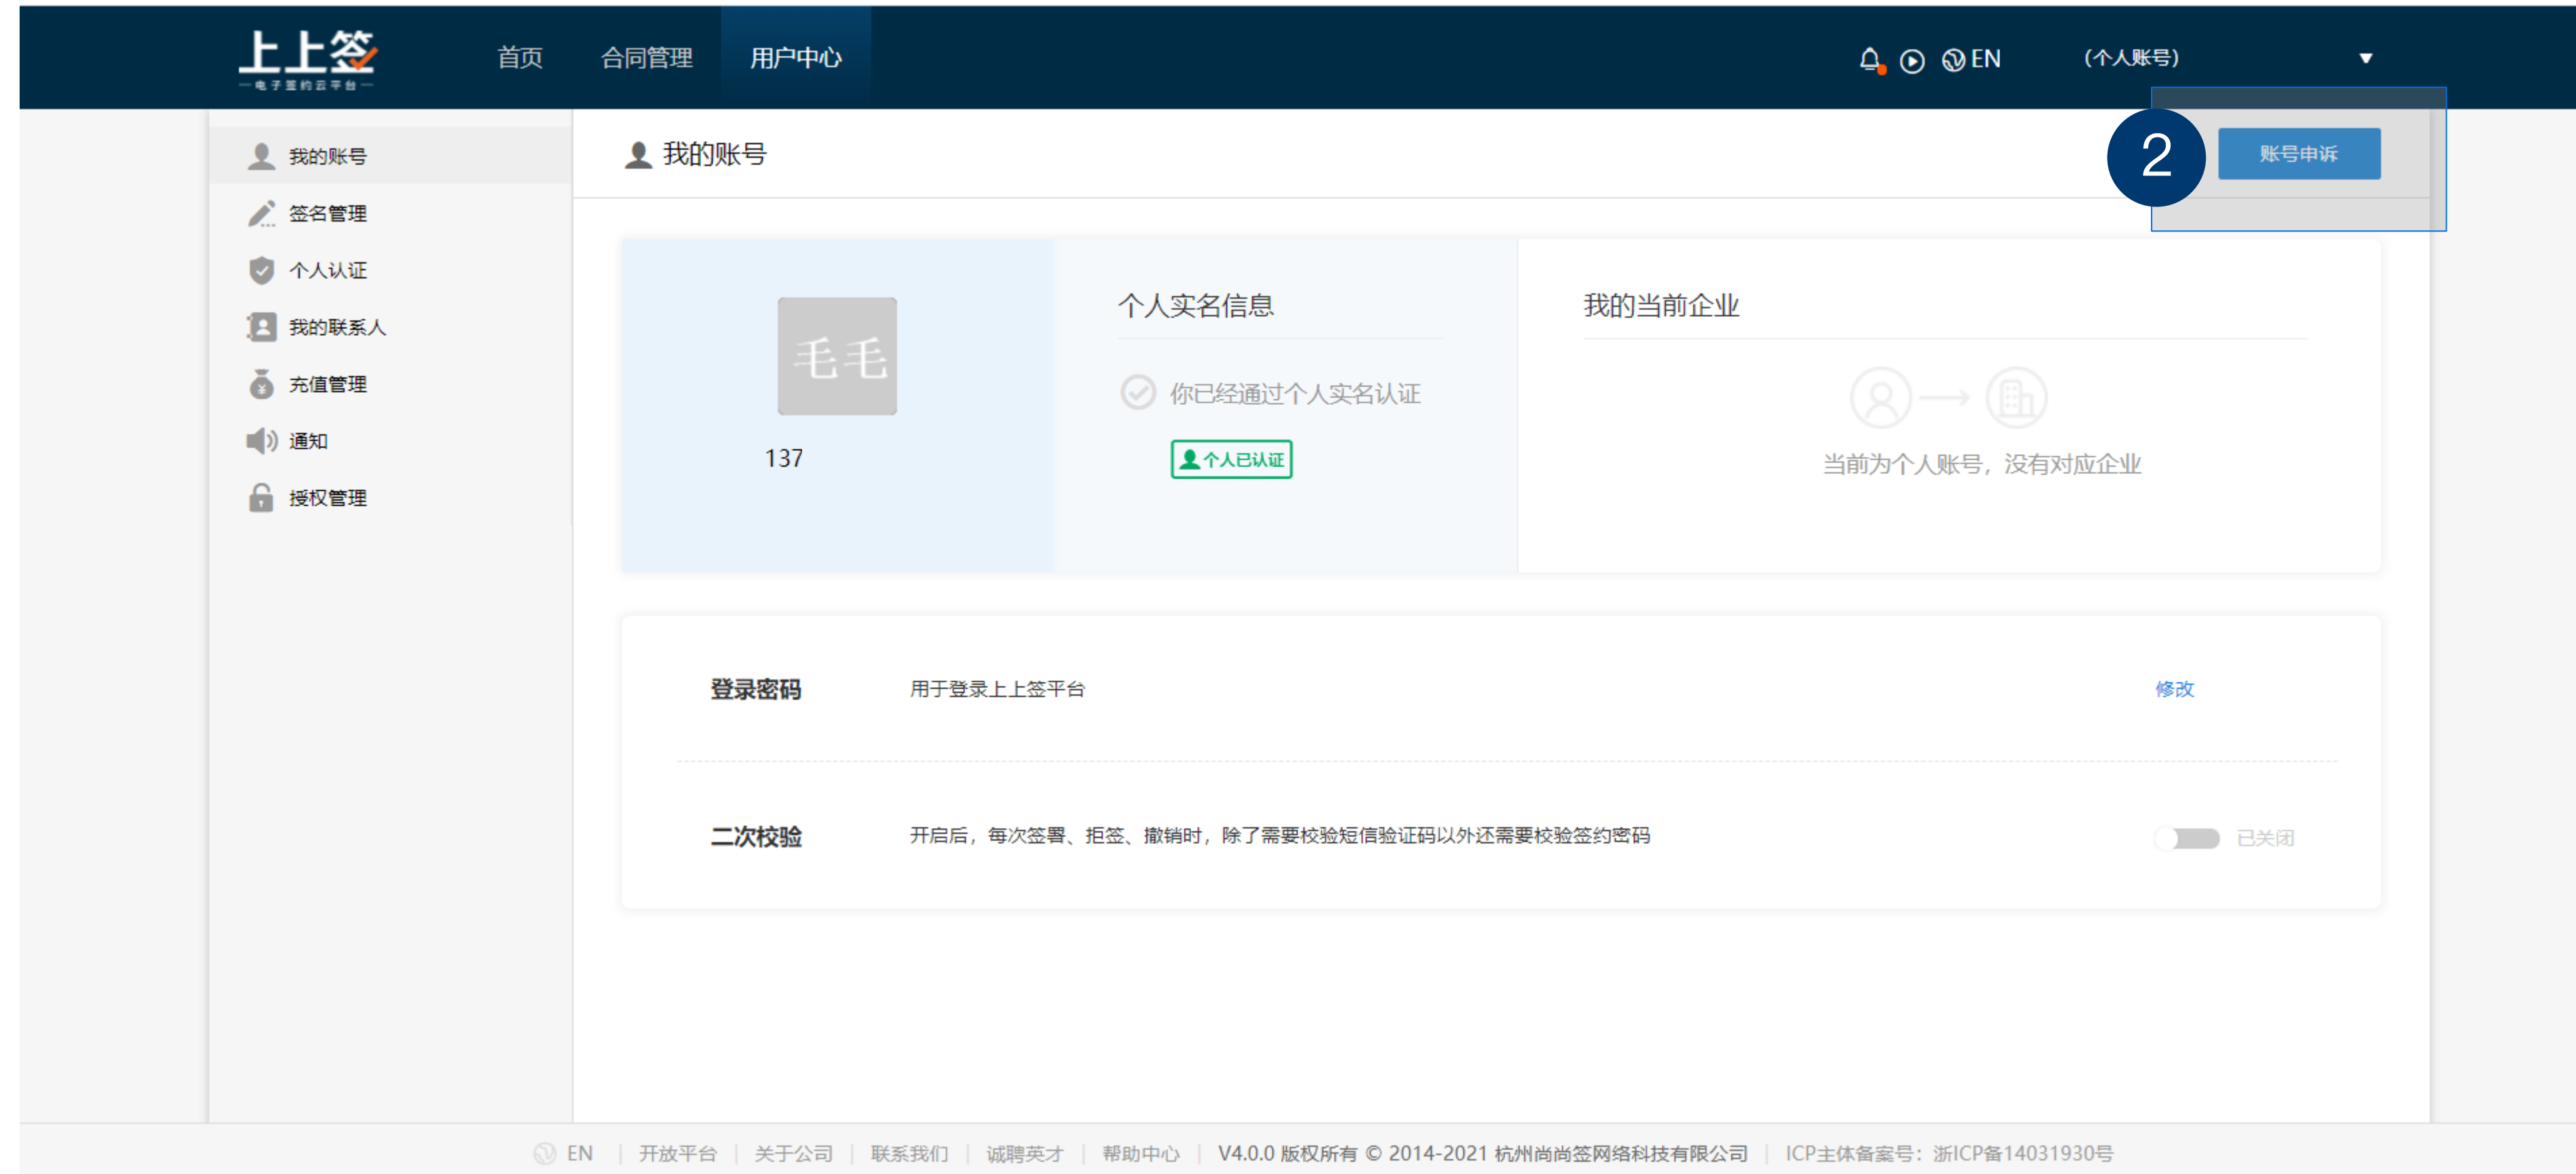 上上签
电子签约云平台
首页 合同管理 用户中心 EN (个人账号)
我的账号
签名管理
个人认证
我的联系人
充值管理
通知
授权管理
我的账号
2
账号申诉
毛毛
137
个人实名信息
你已经通过个人实名认证
个人已认证
我的当前企业
当前为个人账号，没有对应企业
登录密码 用于登录上上签平台 修改
二次校验 开启后，每次签署、拒签、撤销时，除了需要校验短信验证码以外还需要校验签约密码 已关闭
EN | 开放平台 | 关于公司 | 联系我们 | 诚聘英才 | 帮助中心 | V4.0.0 版权所有 © 2014-2021 杭州尚尚签网络科技有限公司 | ICP主体备案号：浙ICP备14031930号